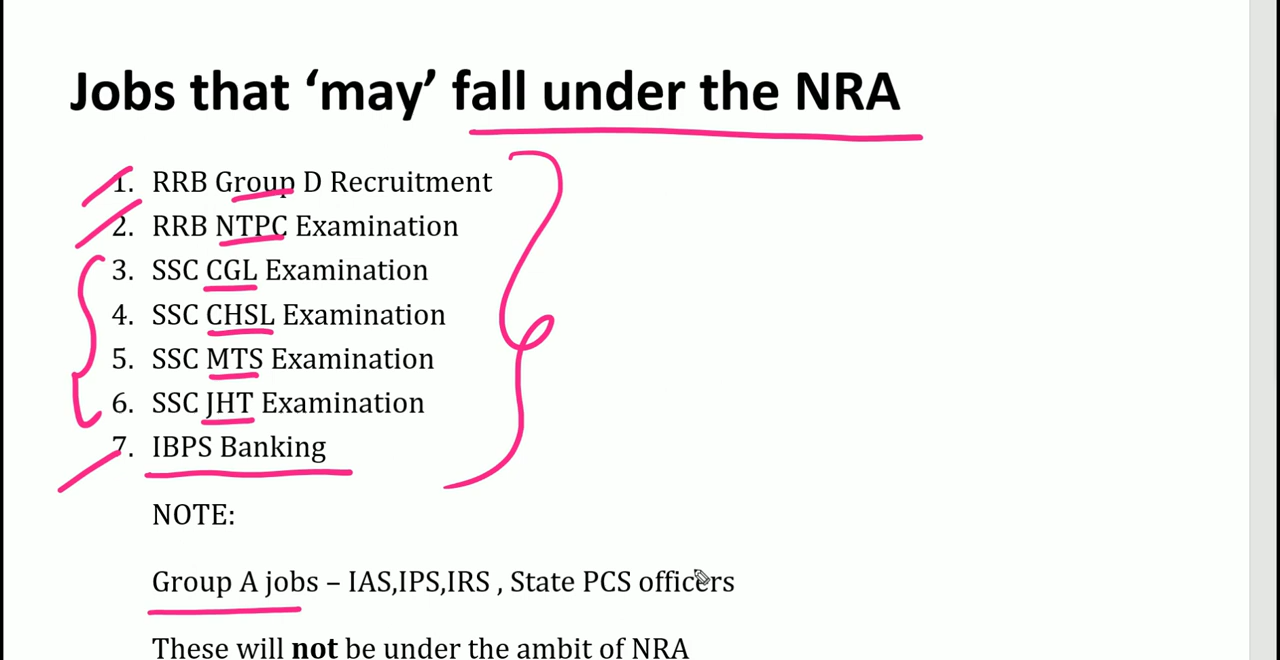 Jobs that ‘may’ fall under the NRA
1. RRB Group D Recruitment
2. RRB NTPC Examination
3. SSC CGL Examination
4. SSC CHSL Examination
5. SSC MTS Examination
6. SSC JHT Examination
7. IBPS Banking
NOTE:
Group A jobs – IAS,IPS,IRS , State PCS officers
These will not be under the ambit of NRA